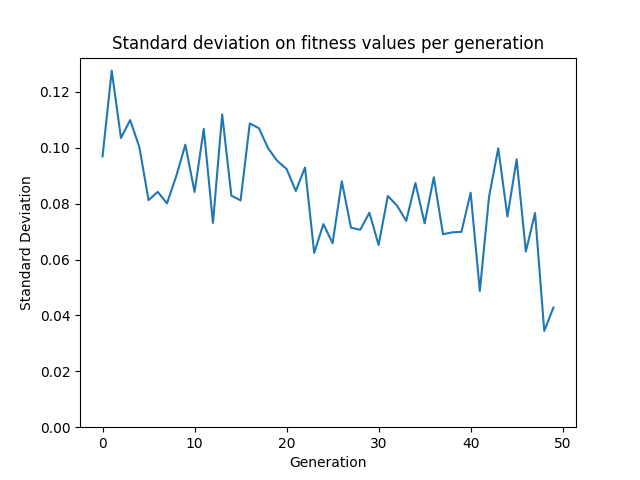 Standard deviation on fitness values per generation
0.12
0.10
0.08
0.06
0.04
0.02
0.00
Standard Deviation
0 10 20 30 40 50
Generation